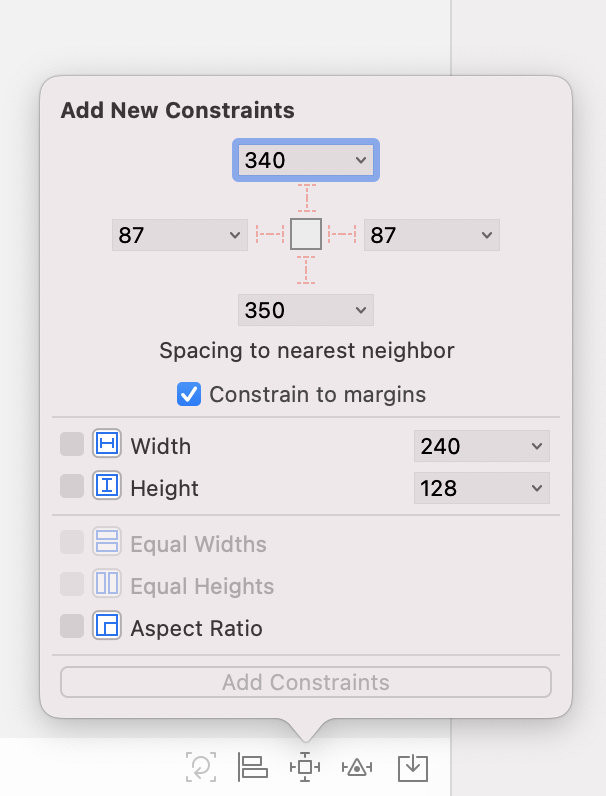 Add New Constraints
340
87
87
350
Spacing to nearest neighbor
Constrain to margins
Width 240
Height 128
Equal Widths
Equal Heights
Aspect Ratio
Add Constraints